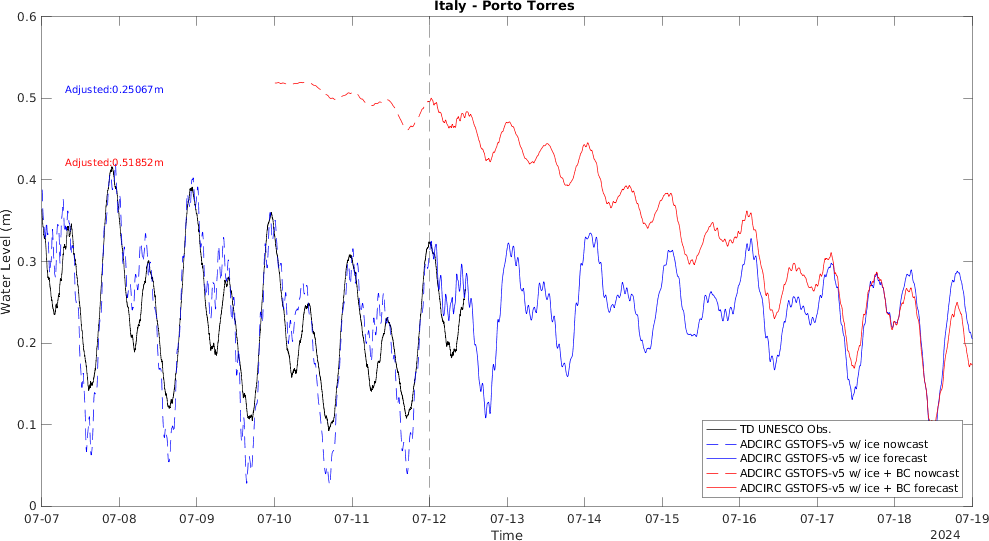 Italy - Porto Torres
0.6
0.5
0.4
0.3
0.2
0.1
0
Water Level (m)
Adjusted:0.25067m
Adjusted:0.51852m
TD UNESCO Obs.
ADCIRC GSTOFS-v5 w/ ice nowcast
ADCIRC GSTOFS-v5 w/ ice forecast
ADCIRC GSTOFS-v5 w/ ice + BC nowcast
ADCIRC GSTOFS-v5 w/ ice + BC forecast
07-07 07-08 07-09 07-10 07-11 07-12 07-13 07-14 07-15 07-16 07-17 07-18 07-19
Time
2024